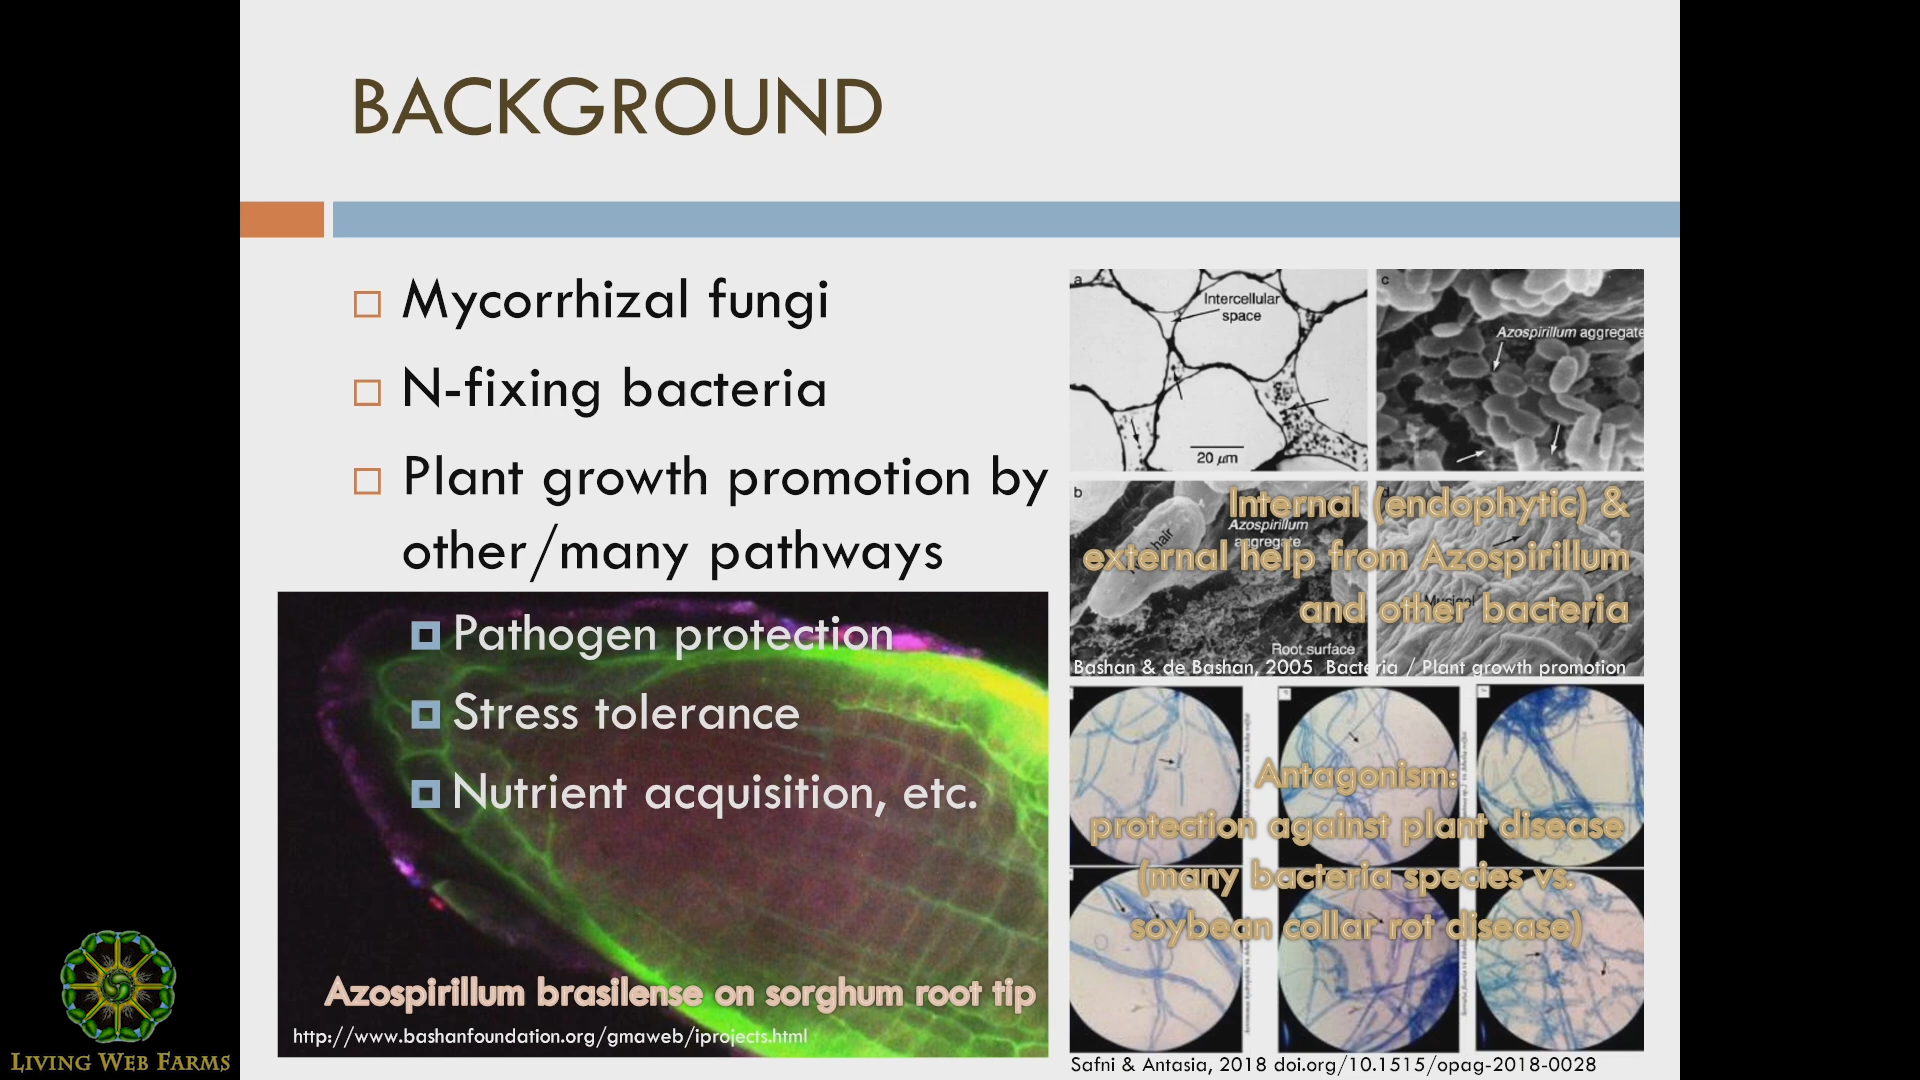 BACKGROUND
Mycorrhizal fungi
N-fixing bacteria
Plant growth promotion by
other/many pathways
Pathogen protection
Stress tolerance
Nutrient acquisition, etc.
Azospirillum brasilense on sorghum root tip
http://www.bashanfoundation.org/gmaweb/iprojects.html
a
Intercellular
space
20 µm
c
Azospirillum aggregate
b
hair
Azospirillum
aggregate
Root surface
Mucigel
Internal (endophytic) &
external help from Azospirillum
and other bacteria
Bashan & de Bashan, 2005 Bacteria / Plant growth promotion
Antagonism:
protection against plant disease
(many bacteria species vs.
soybean collar rot disease)
Safni & Antasia, 2018 doi.org/10.1515/opag-2018-0028
LIVING WEB FARMS